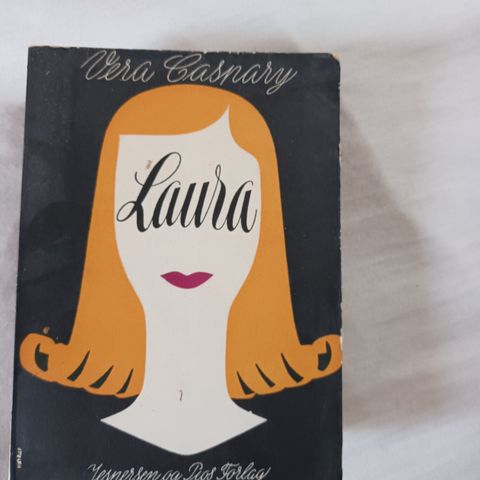 Vera Caspary
Laura
Jespersen og Pios Forlag